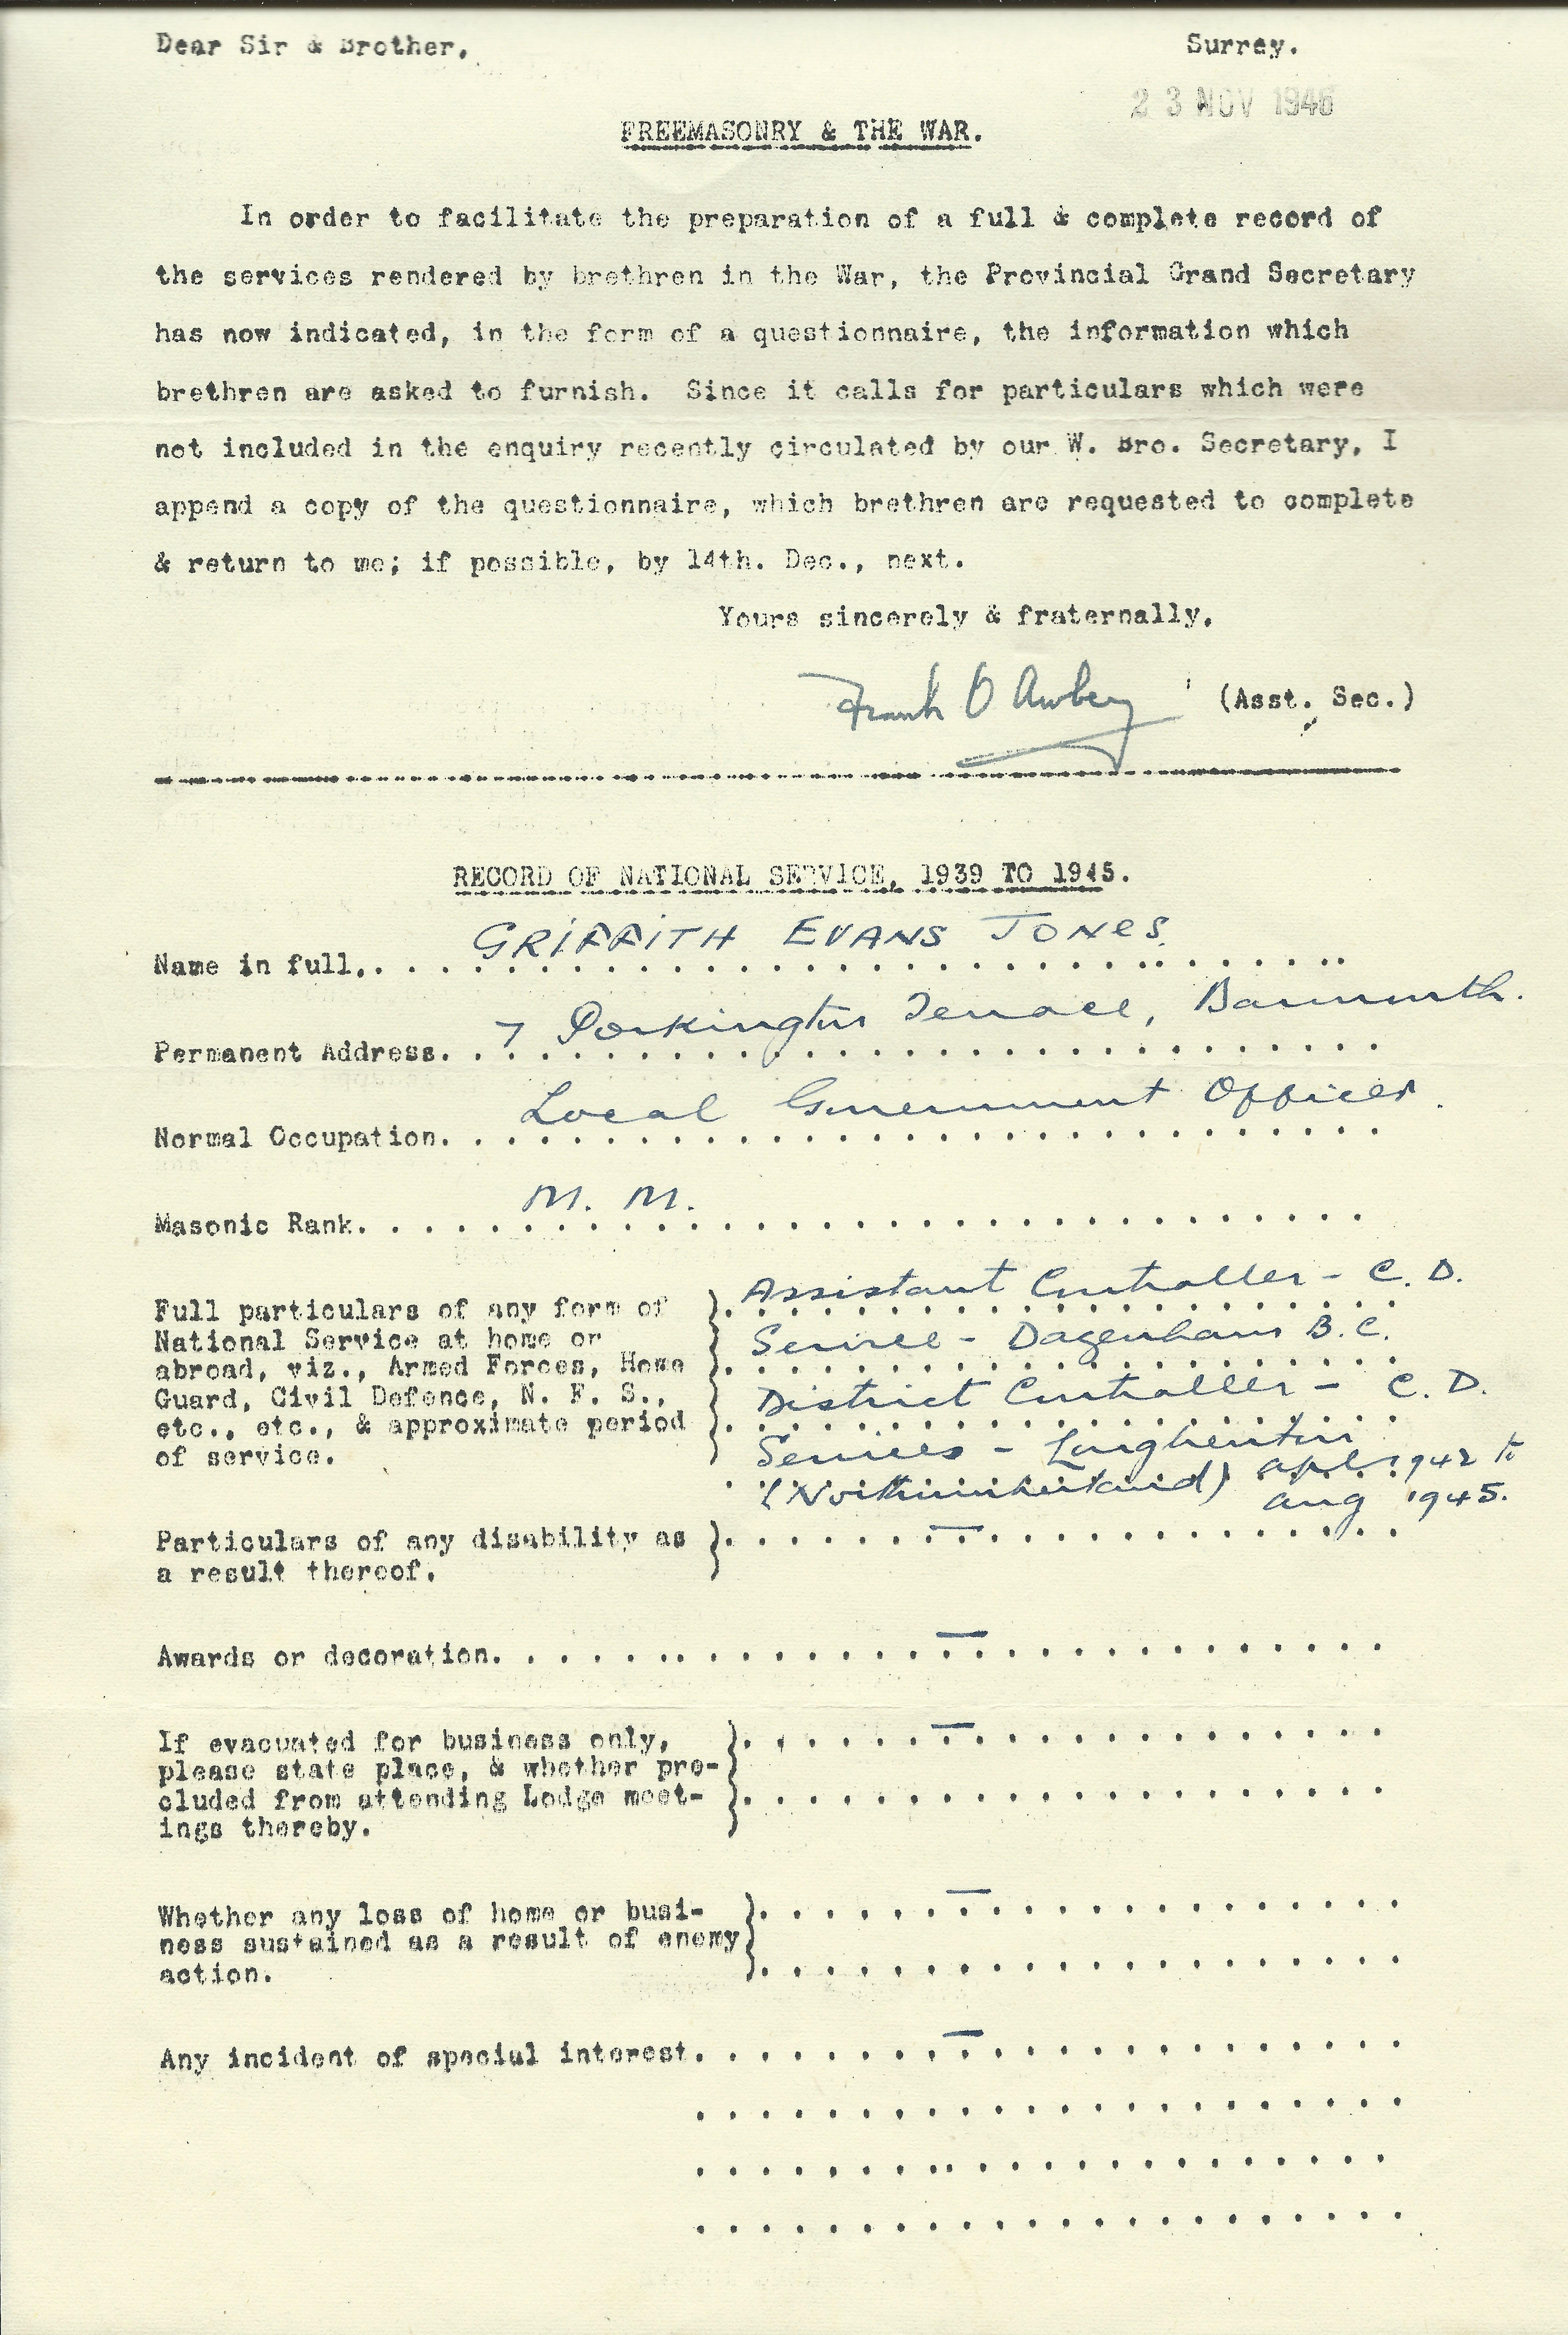 Dear Sir & Brother,
Surrey.
23 NOV 1946
FREEMASONRY & THE WAR.
In order to facilitate the preparation of a full & complete record of
the services rendered by brethren in the War, the Provincial Grand Secretary
has now indicated, in the form of a questionnaire, the information which
brethren are asked to furnish. Since it calls for particulars which were
not included in the enquiry recently circulated by our W. Bro. Secretary, I
append a copy of the questionnaire, which brethren are requested to complete
& return to me; if possible, by 14th. Dec., next.
Yours sincerely & fraternally,
Frank O Awbery (Asst. Sec.)
RECORD OF NATIONAL SERVICE, 1939 TO 1945.
Name in full. GRIFFITH EVANS JONES.
Permanent Address. 7 Porkington Terrace, Barmouth.
Normal Occupation. Local Government Officer.
Masonic Rank. M. M.
Full particulars of any form of } Assistant Controller - C. D.
National Service at home or } Service - Dagenham B.C.
abroad, viz., Armed Forces, Home
Guard, Civil Defence, N. F. S., } District Controller - C. D.
etc., etc., & approximate period
of service. Services - Longbenton
(Northumberland) Apl 1942 to
Aug 1945.
Particulars of any disability as } —
a result thereof.
Awards or decoration. —
If evacuated for business only, } —
please state place, & whether pre-
cluded from attending Lodge meet-
ings thereby.
Whether any loss of home or busi- } —
ness sustained as a result of enemy
action.
Any incident of special interest. —